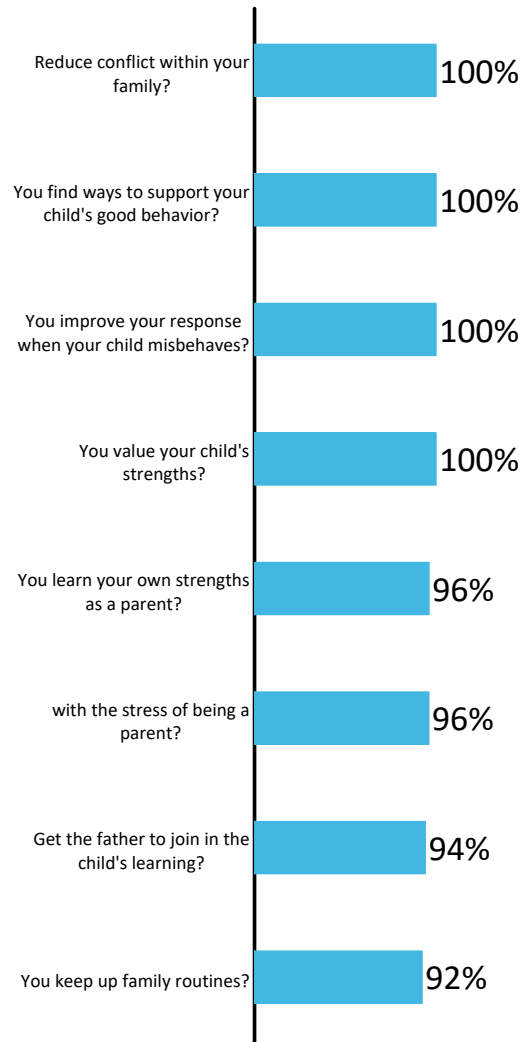 Reduce conflict within your
family?
100%
You find ways to support your
child's good behavior?
100%
You improve your response
when your child misbehaves?
100%
You value your child's
strengths?
100%
You learn your own strengths
as a parent?
96%
with the stress of being a
parent?
96%
Get the father to join in the
child's learning?
94%
You keep up family routines?
92%